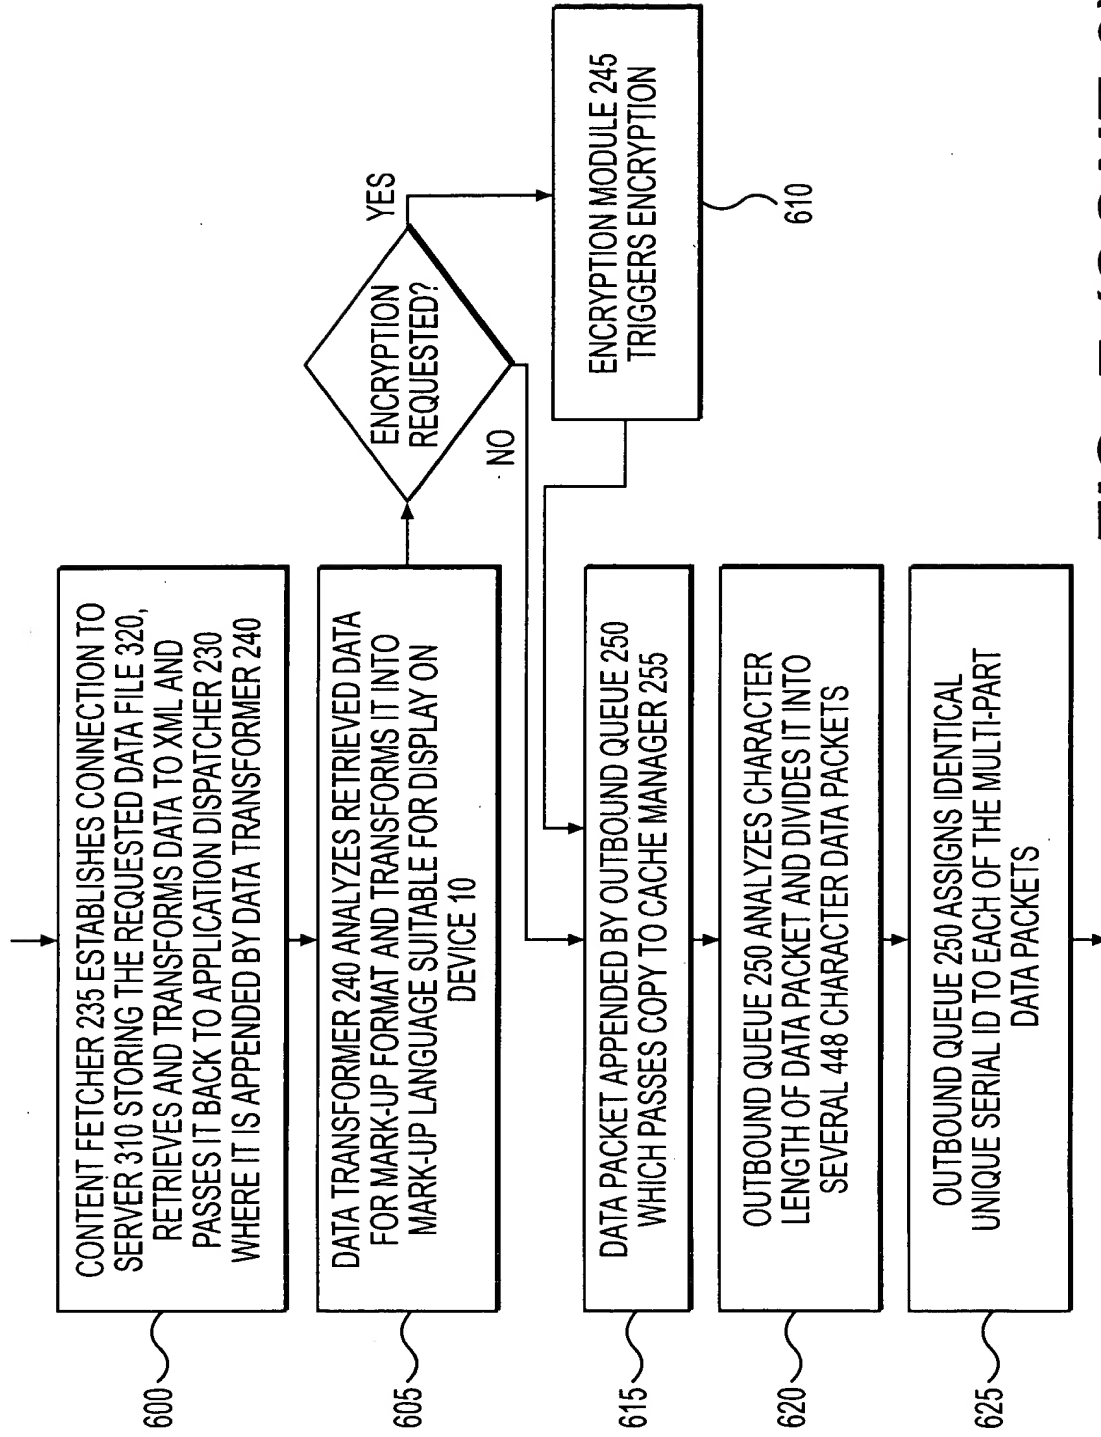 CONTENT FETCHER 235 ESTABLISHES CONNECTION TO
SERVER 310 STORING THE REQUESTED DATA FILE 320,
RETRIEVES AND TRANSFORMS DATA TO XML AND
PASSES IT BACK TO APPLICATION DISPATCHER 230
WHERE IT IS APPENDED BY DATA TRANSFORMER 240
600
DATA TRANSFORMER 240 ANALYZES RETRIEVED DATA
FOR MARK-UP FORMAT AND TRANSFORMS IT INTO
MARK-UP LANGUAGE SUITABLE FOR DISPLAY ON
DEVICE 10
605
ENCRYPTION
REQUESTED?
YES
NO
ENCRYPTION MODULE 245
TRIGGERS ENCRYPTION
610
DATA PACKET APPENDED BY OUTBOUND QUEUE 250
WHICH PASSES COPY TO CACHE MANAGER 255
615
OUTBOUND QUEUE 250 ANALYZES CHARACTER
LENGTH OF DATA PACKET AND DIVIDES IT INTO
SEVERAL 448 CHARACTER DATA PACKETS
620
OUTBOUND QUEUE 250 ASSIGNS IDENTICAL
UNIQUE SERIAL ID TO EACH OF THE MULTI-PART
DATA PACKETS
625